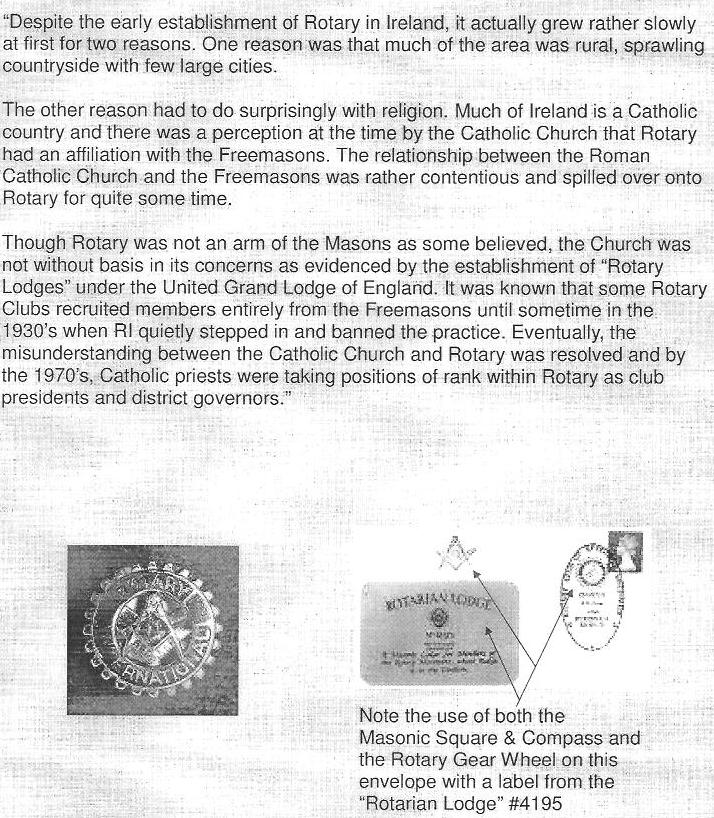 “Despite the early establishment of Rotary in Ireland, it actually grew rather slowly
at first for two reasons. One reason was that much of the area was rural, sprawling
countryside with few large cities.
The other reason had to do surprisingly with religion. Much of Ireland is a Catholic
country and there was a perception at the time by the Catholic Church that Rotary
had an affiliation with the Freemasons. The relationship between the Roman
Catholic Church and the Freemasons was rather contentious and spilled over onto
Rotary for quite some time.
Though Rotary was not an arm of the Masons as some believed, the Church was
not without basis in its concerns as evidenced by the establishment of “Rotary
Lodges” under the United Grand Lodge of England. It was known that some Rotary
Clubs recruited members entirely from the Freemasons until sometime in the
1930’s when RI quietly stepped in and banned the practice. Eventually, the
misunderstanding between the Catholic Church and Rotary was resolved and by
the 1970’s, Catholic priests were taking positions of rank within Rotary as club
presidents and district governors.”
ROTARY
ERNATIONAL
ROTARIAN LODGE
A Masonic Lodge for Members of
the Rotary Movement
Note the use of both the
Masonic Square & Compass and
the Rotary Gear Wheel on this
envelope with a label from the
“Rotarian Lodge” #4195